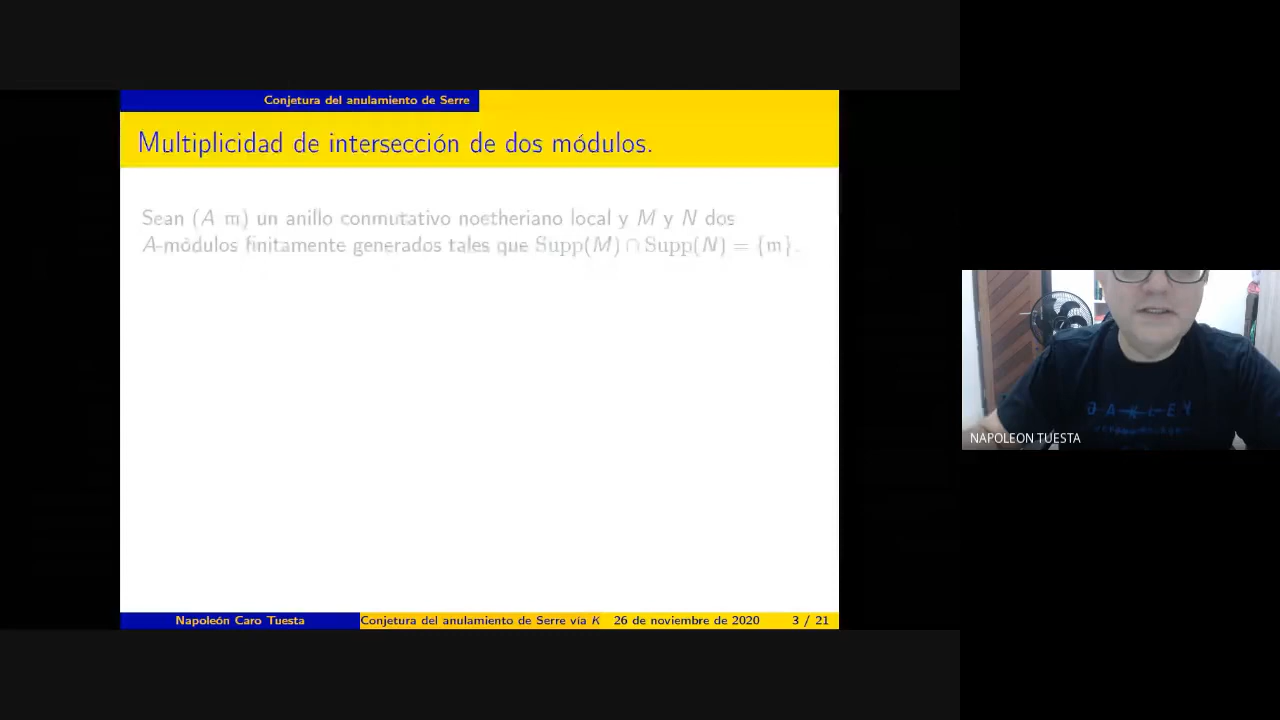 Conjetura del anulamiento de Serre
Multiplicidad de intersección de dos módulos.
Sean (A, m) un anillo conmutativo noetheriano local y M y N dos
A-módulos finitamente generados tales que Supp(M) ∩ Supp(N) = {m}.
Napoleón Caro Tuesta
Conjetura del anulamiento de Serre vía K
26 de noviembre de 2020
3 / 21
OAKLEY
NAPOLEON TUESTA